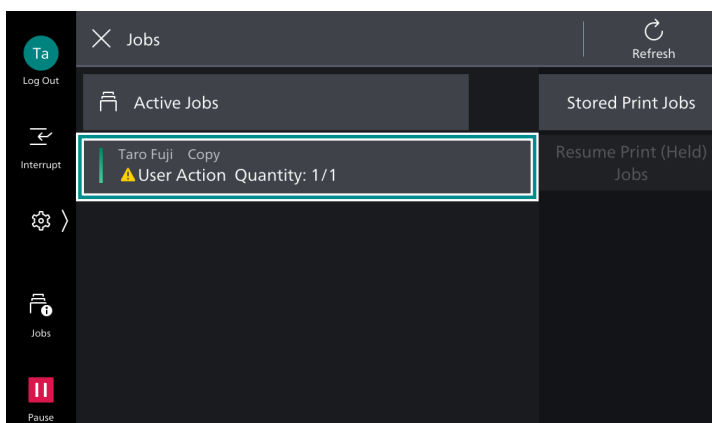 Ta
Log Out
Interrupt
Jobs
Pause
Jobs
Refresh
Active Jobs
Stored Print Jobs
Taro Fuji Copy
User Action Quantity: 1/1
Resume Print (Held)
Jobs